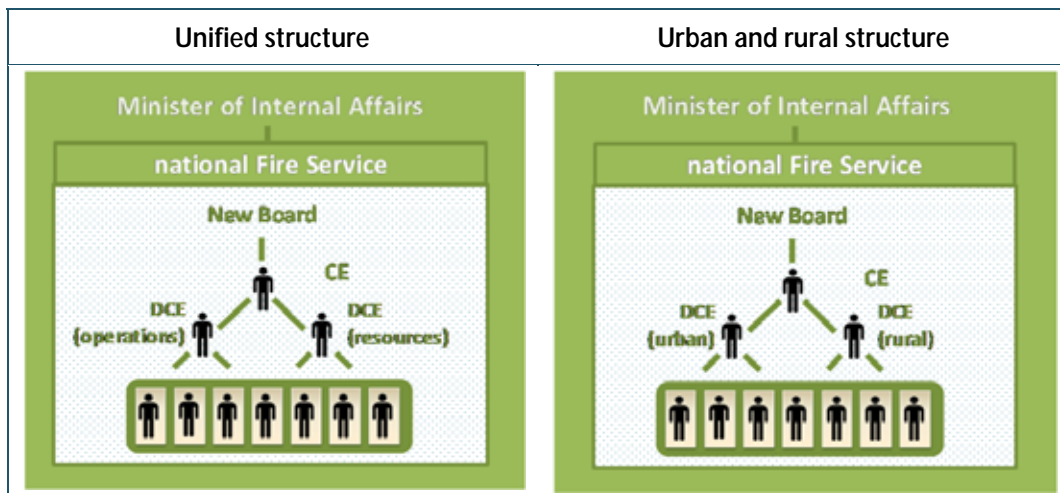 Unified structure
Urban and rural structure
Minister of Internal Affairs
national Fire Service
New Board
CE
DCE
(operations)
DCE
(resources)
Minister of Internal Affairs
national Fire Service
New Board
CE
DCE
(urban)
DCE
(rural)